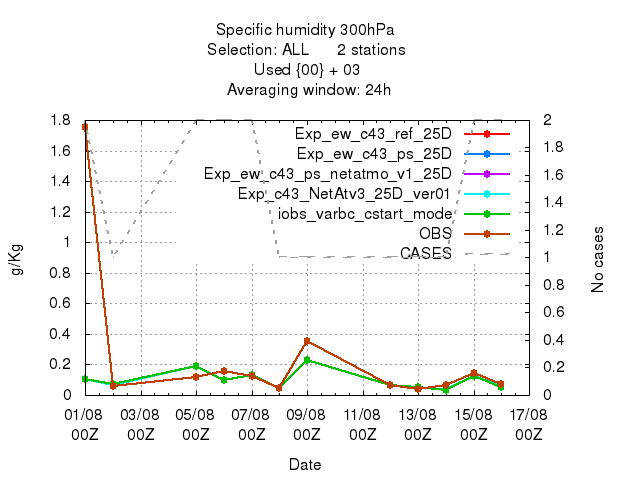 Specific humidity 300hPa
Selection: ALL 2 stations
Used {00} + 03
Averaging window: 24h
g/Kg
1.8
1.6
1.4
1.2
1
0.8
0.6
0.4
0.2
0
Exp_ew_c43_ref_25D
Exp_ew_c43_ps_25D
Exp_ew_c43_ps_netatmo_v1_25D
Exp_c43_NetAtv3_25D_ver01
iobs_varbc_cstart_mode
OBS
CASES
2
1.8
1.6
1.4
1.2
1
0.8
0.6
0.4
0.2
0
No cases
01/08 03/08 05/08 07/08 09/08 11/08 13/08 15/08 17/08
00Z 00Z 00Z 00Z 00Z 00Z 00Z 00Z 00Z
Date